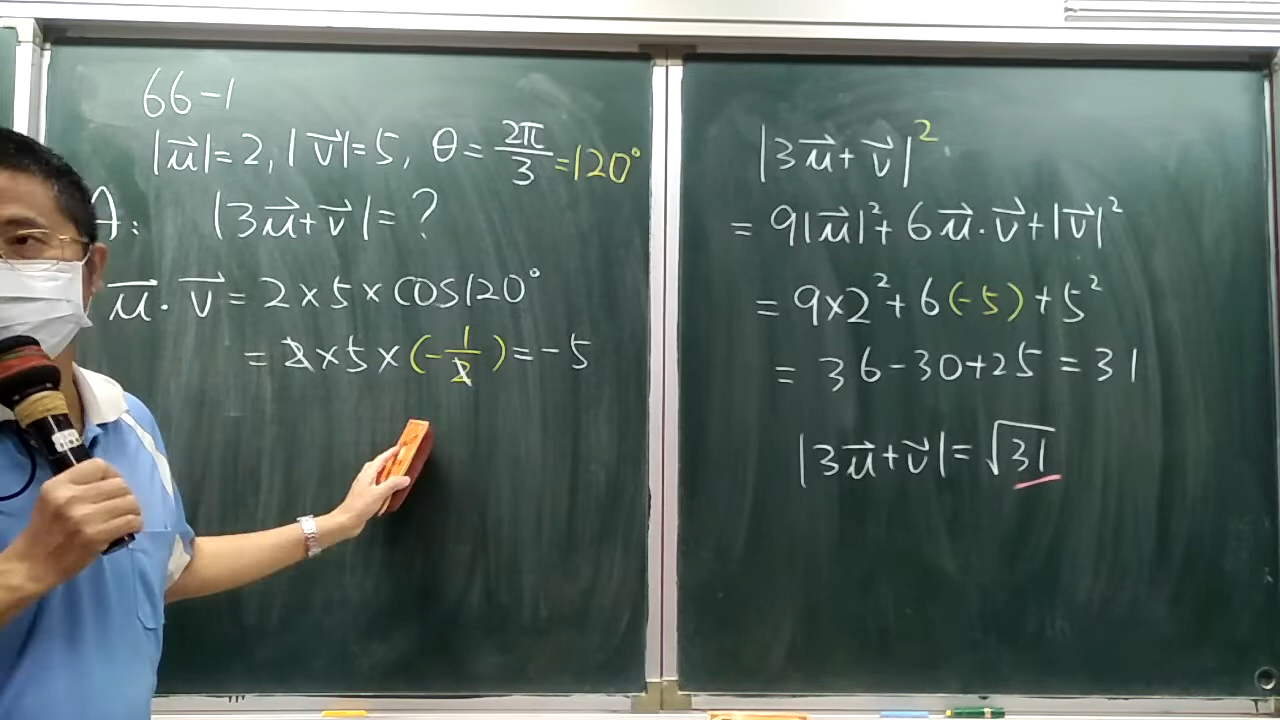 66-1
|u⃗|=2, |v⃗|=5, θ=2π/3=120°
A: |3u⃗+v⃗|=?
u⃗·v⃗=2×5×cos120°
=2×5×(-1/2)=-5
|3u⃗+v⃗|²
=9|u⃗|²+6u⃗·v⃗+|v⃗|²
=9×2²+6(-5)+5²
=36-30+25=31
|3u⃗+v⃗|=√31